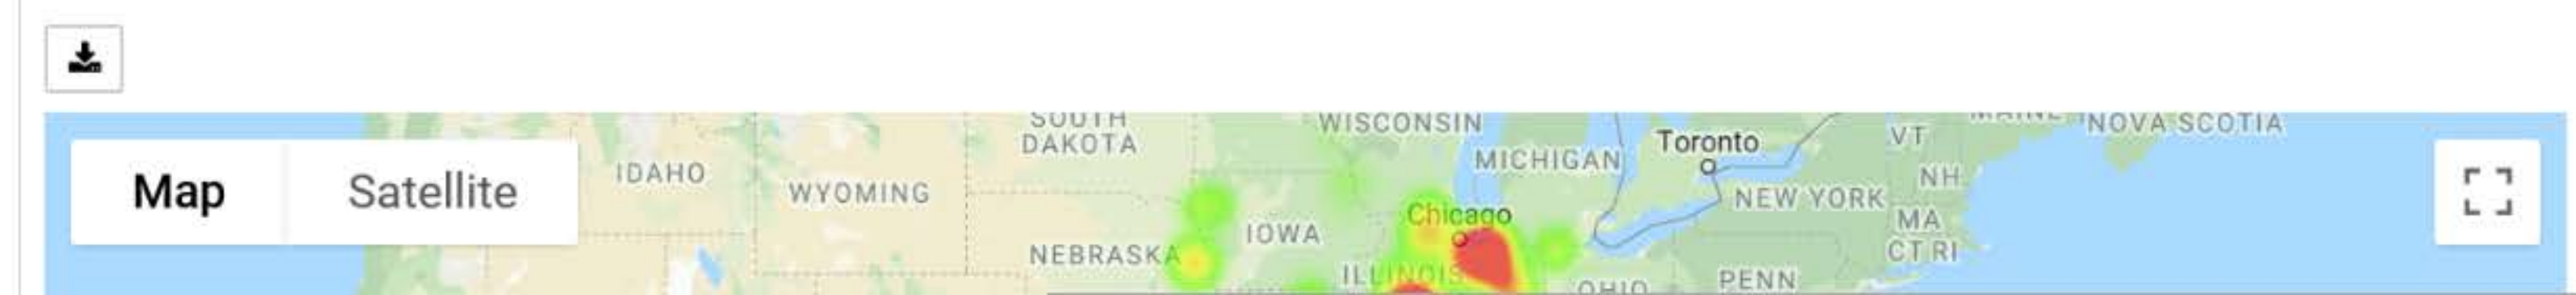 SOUTH
DAKOTA
WISCONSIN
MAINE
NOVA SCOTIA
Map
Satellite
IDAHO
WYOMING
MICHIGAN
Toronto
VT
NH
NEW YORK
MA
CT RI
Chicago
IOWA
NEBRASKA
ILLINOIS
OHIO
PENN